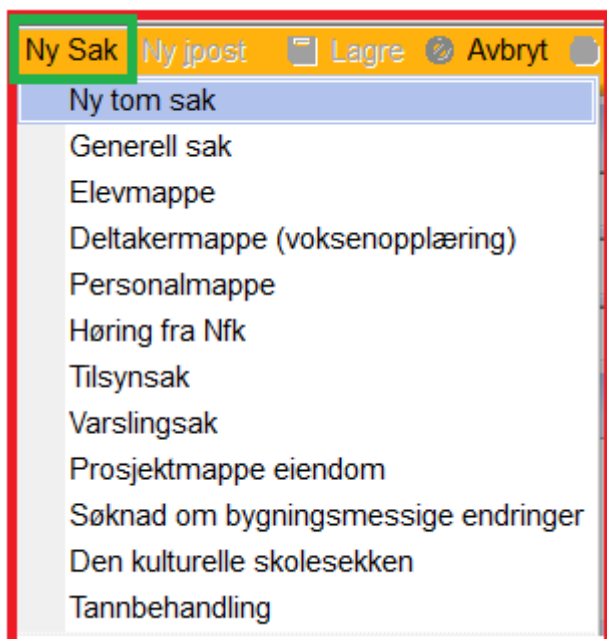 Ny Sak Ny jpost Lagre Avbryt
Ny tom sak
Generell sak
Elevmappe
Deltakermappe (voksenopplæring)
Personalmappe
Høring fra Nfk
Tilsynsak
Varslingsak
Prosjektmappe eiendom
Søknad om bygningsmessige endringer
Den kulturelle skolesekken
Tannbehandling